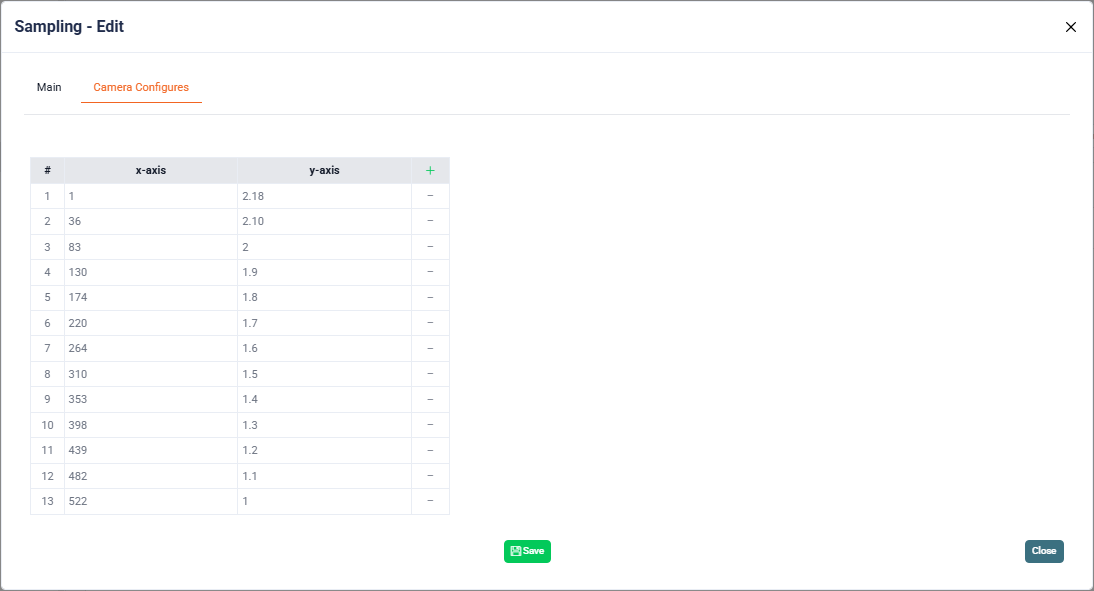 Sampling - Edit
Main Camera Configures
# x-axis y-axis +
1 1 2.18 −
2 36 2.10 −
3 83 2 −
4 130 1.9 −
5 174 1.8 −
6 220 1.7 −
7 264 1.6 −
8 310 1.5 −
9 353 1.4 −
10 398 1.3 −
11 439 1.2 −
12 482 1.1 −
13 522 1 −
Save Close